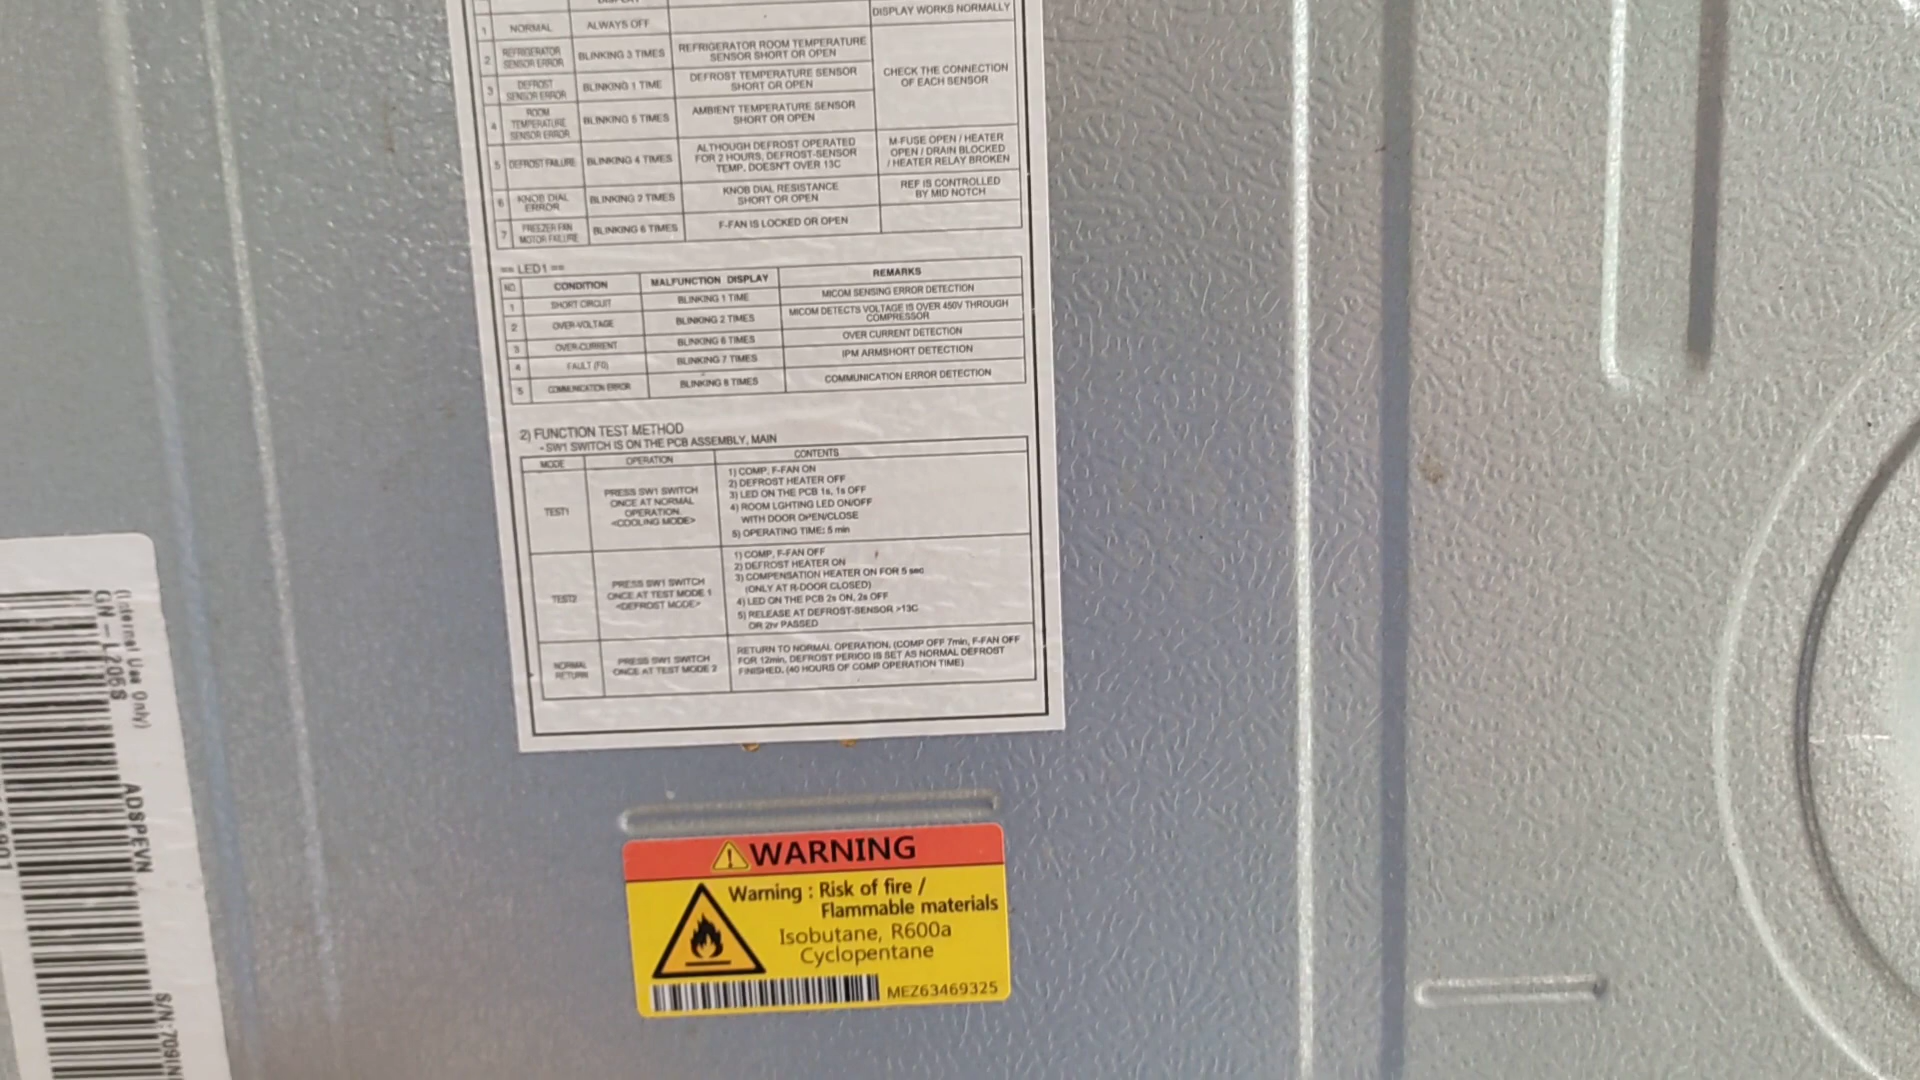 DISPLAY WORKS NORMALLY
1 NORMAL ALWAYS OFF
2 REFRIGERATOR SENSOR ERROR BLINKING 3 TIMES REFRIGERATOR ROOM TEMPERATURE SENSOR SHORT OR OPEN
CHECK THE CONNECTION OF EACH SENSOR
3 DEFROST SENSOR ERROR BLINKING 1 TIME DEFROST TEMPERATURE SENSOR SHORT OR OPEN
4 ROOM TEMPERATURE SENSOR ERROR BLINKING 5 TIMES AMBIENT TEMPERATURE SENSOR SHORT OR OPEN
5 DEFROST FAILURE BLINKING 4 TIMES ALTHOUGH DEFROST OPERATED FOR 2 HOURS, DEFROST-SENSOR TEMP. DOESN'T OVER 13C M-FUSE OPEN / HEATER OPEN / DRAIN BLOCKED / HEATER RELAY BROKEN
6 KNOB DIAL ERROR BLINKING 2 TIMES KNOB DIAL RESISTANCE SHORT OR OPEN REF IS CONTROLLED BY MID NOTCH
7 FREEZER FAN MOTOR FAILURE BLINKING 6 TIMES F-FAN IS LOCKED OR OPEN
== LED1 ==
NO. CONDITION MALFUNCTION DISPLAY REMARKS
1 SHORT CIRCUIT BLINKING 1 TIME MICOM SENSING ERROR DETECTION
2 OVER-VOLTAGE BLINKING 2 TIMES MICOM DETECTS VOLTAGE IS OVER 450V THROUGH COMPRESSOR
3 OVER-CURRENT BLINKING 6 TIMES OVER CURRENT DETECTION
4 FAULT (F0) BLINKING 7 TIMES IPM ARMSHORT DETECTION
5 COMMUNICATION ERROR BLINKING 8 TIMES COMMUNICATION ERROR DETECTION
2) FUNCTION TEST METHOD
- SW1 SWITCH IS ON THE PCB ASSEMBLY, MAIN
MODE OPERATION CONTENTS
TEST1
PRESS SW1 SWITCH
ONCE AT NORMAL
OPERATION.
<COOLING MODE>
1) COMP, F-FAN ON
2) DEFROST HEATER OFF
3) LED ON THE PCB 1s, 1s OFF
4) ROOM LGHTING LED ON/OFF
WITH DOOR OPEN/CLOSE
5) OPERATING TIME: 5 min
TEST2
PRESS SW1 SWITCH
ONCE AT TEST MODE 1
<DEFROST MODE>
1) COMP, F-FAN OFF
2) DEFROST HEATER ON
3) COMPENSATION HEATER ON FOR 5 sec
(ONLY AT R-DOOR CLOSED)
4) LED ON THE PCB 2s ON, 2s OFF
5) RELEASE AT DEFROST-SENSOR >13C
OR 2hr PASSED
NORMAL
RETURN
PRESS SW1 SWITCH
ONCE AT TEST MODE 2
RETURN TO NORMAL OPERATION, (COMP OFF 7min, F-FAN OFF
FOR 12min, DEFROST PERIOD IS SET AS NORMAL DEFROST
FINISHED. (40 HOURS OF COMP OPERATION TIME)
WARNING
Warning : Risk of fire /
Flammable materials
Isobutane, R600a
Cyclopentane
MEZ63469325
(Internal Use Only)
GN-L205S
ADSPEVN